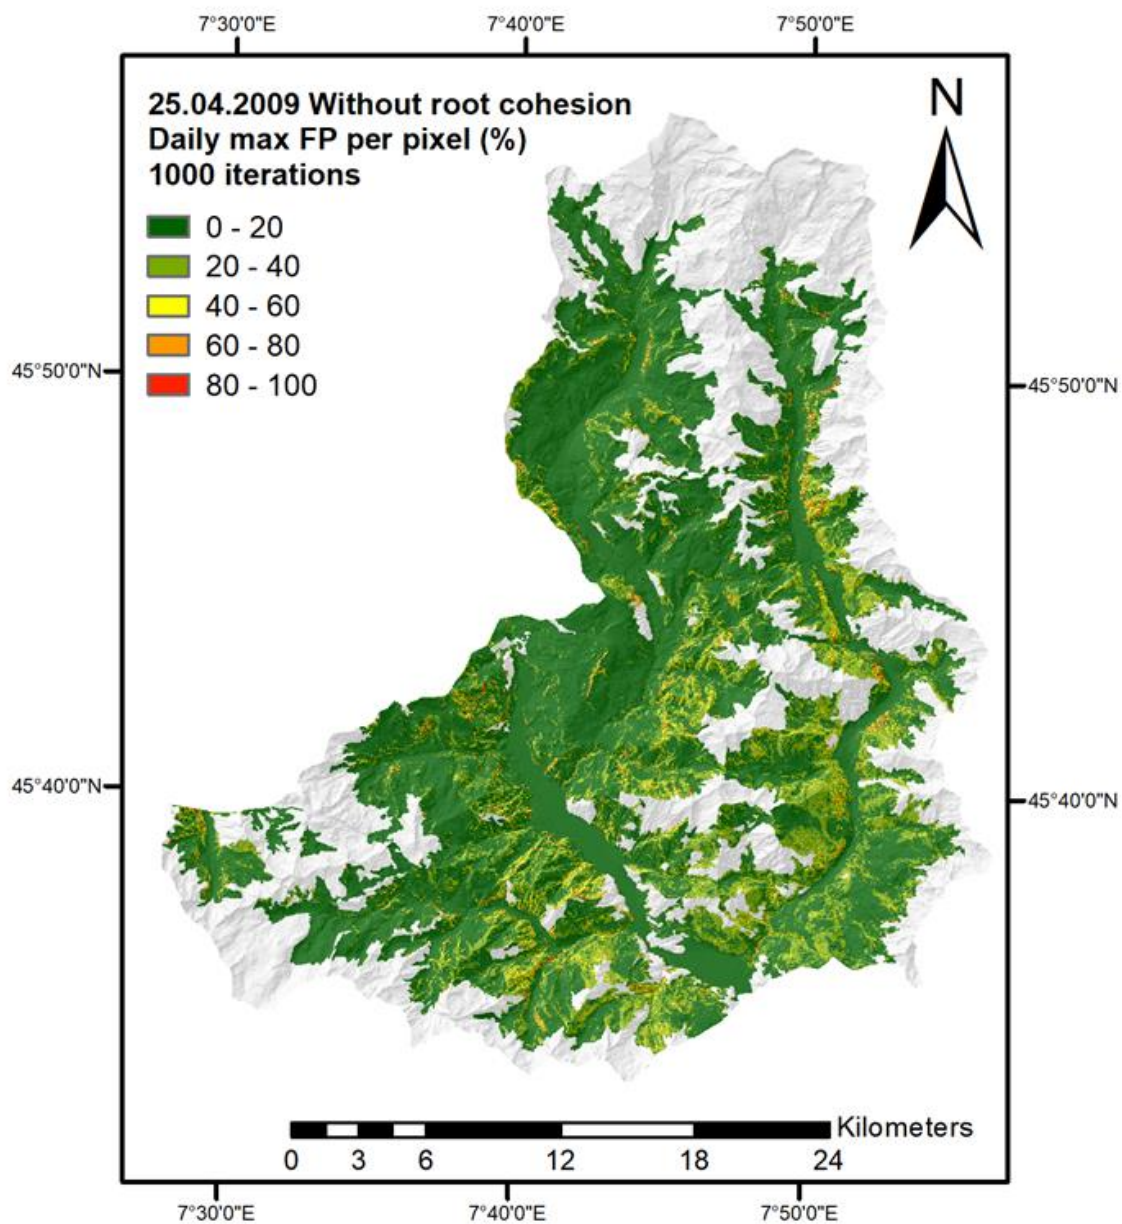 7°30'0"E 7°40'0"E 7°50'0"E
25.04.2009 Without root cohesion
Daily max FP per pixel (%)
1000 iterations
N
0 - 20
20 - 40
40 - 60
60 - 80
80 - 100
45°50'0"N 45°50'0"N
45°40'0"N 45°40'0"N
Kilometers
0 3 6 12 18 24
7°30'0"E 7°40'0"E 7°50'0"E